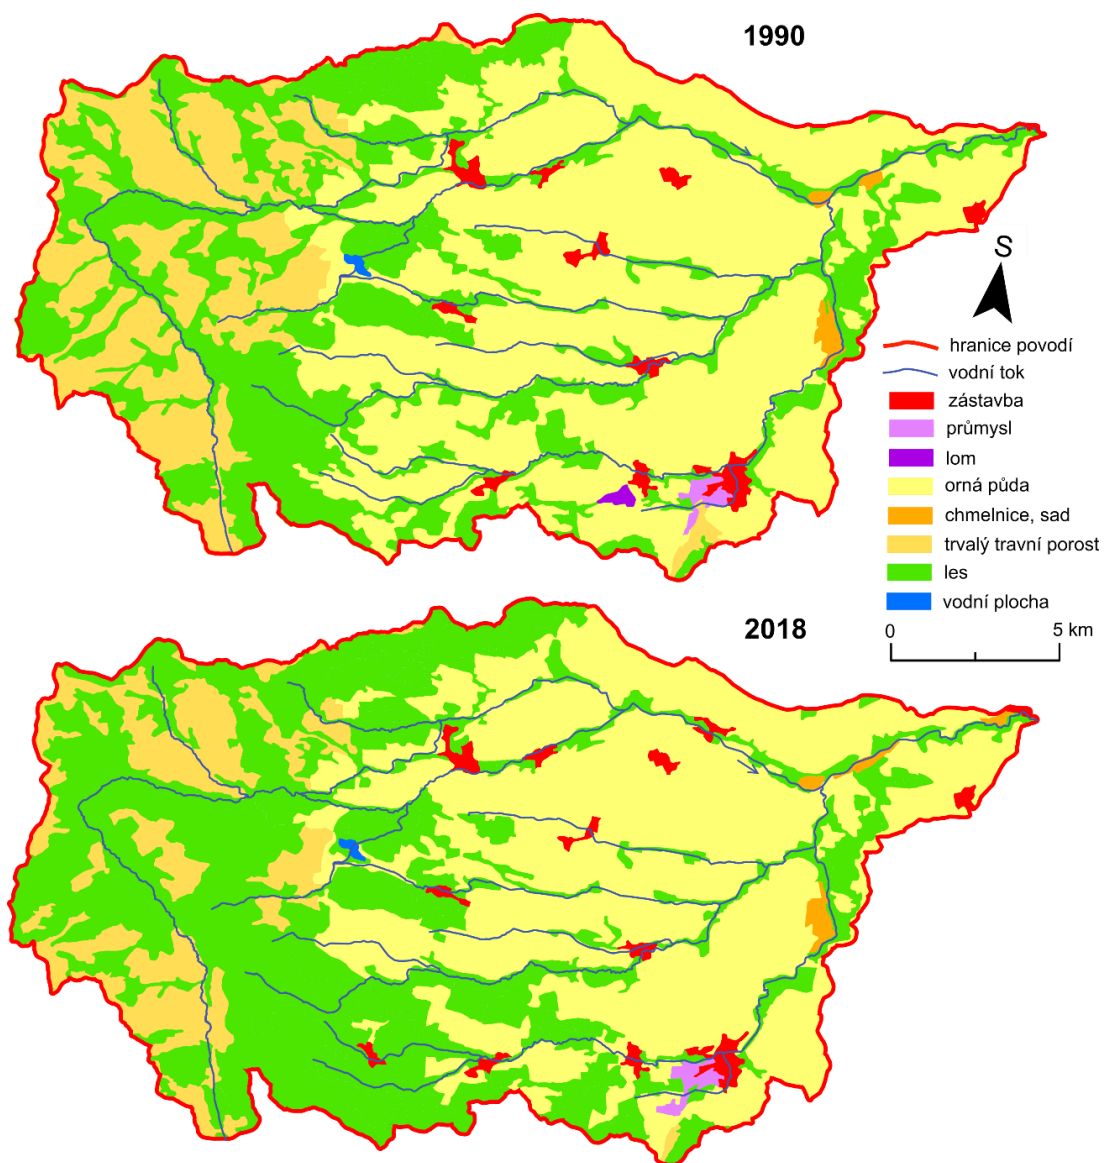 1990
S
hranice povodí
vodní tok
zástavba
průmysl
lom
orná půda
chmelnice, sad
trvalý travní porost
les
vodní plocha
2018
0 5 km